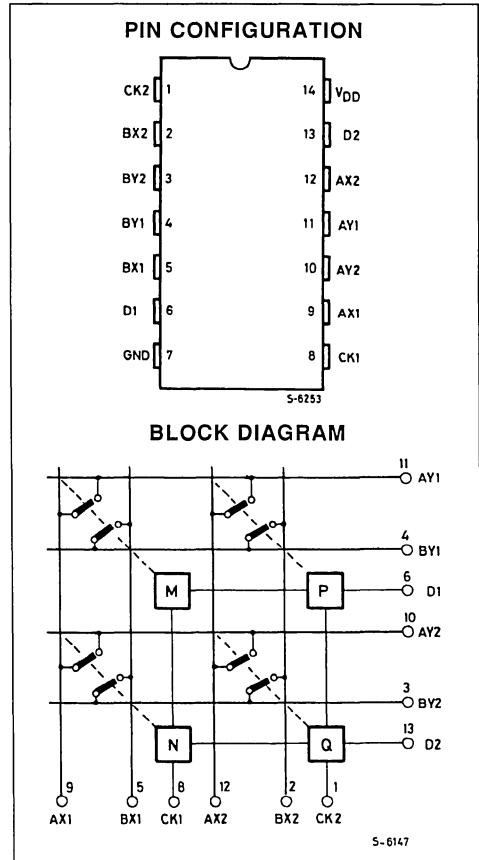 PIN CONFIGURATION
CK2 1 14 VDD
BX2 2 13 D2
BY2 3 12 AX2
BY1 4 11 AY1
BX1 5 10 AY2
D1 6 9 AX1
GND 7 8 CK1
S-6253
BLOCK DIAGRAM
11
AY1
4
BY1
6
M P D1
10
AY2
3
BY2
13
N Q D2
9 5 8 12 2 1
AX1 BX1 CK1 AX2 BX2 CK2
S-6147